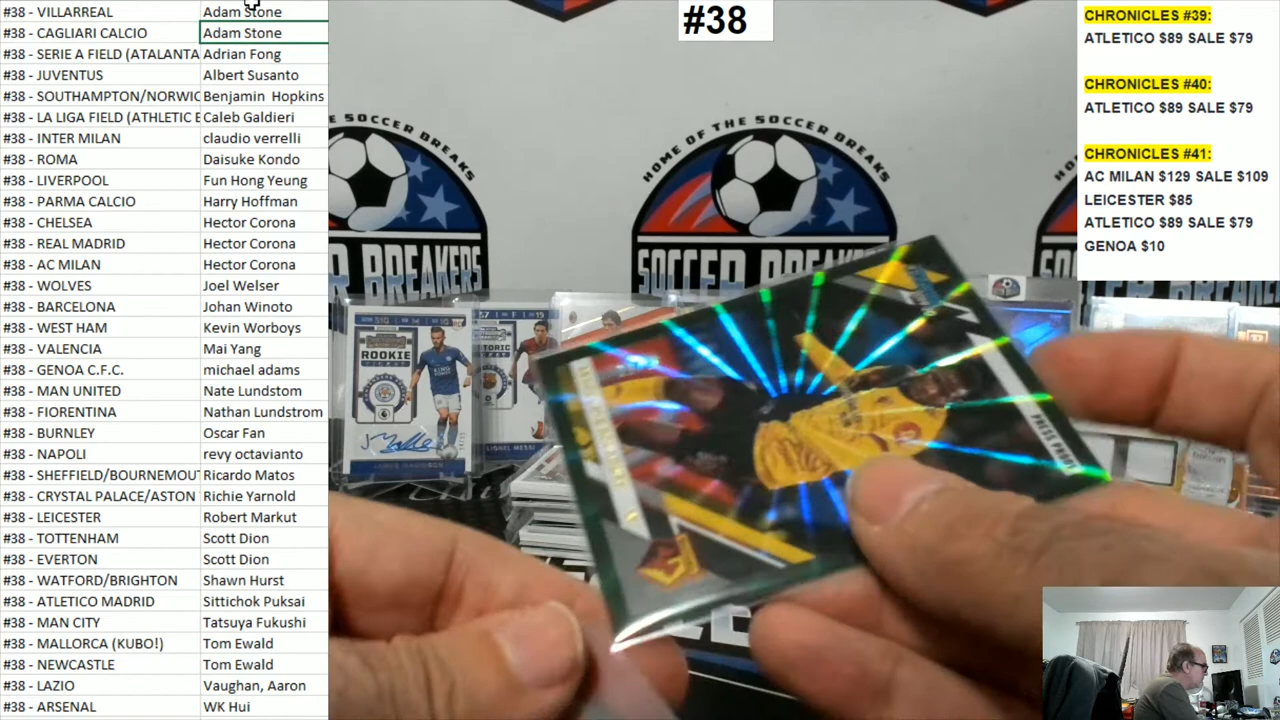 #38 - VILLARREAL Adam Stone
#38 - CAGLIARI CALCIO Adam Stone
#38 - SERIE A FIELD (ATALANTA Adrian Fong
#38 - JUVENTUS Albert Susanto
#38 - SOUTHAMPTON/NORWIC Benjamin Hopkins
#38 - LA LIGA FIELD (ATHLETIC B Caleb Galdieri
#38 - INTER MILAN claudio verrelli
#38 - ROMA Daisuke Kondo
#38 - LIVERPOOL Fun Hong Yeung
#38 - PARMA CALCIO Harry Hoffman
#38 - CHELSEA Hector Corona
#38 - REAL MADRID Hector Corona
#38 - AC MILAN Hector Corona
#38 - WOLVES Joel Welser
#38 - BARCELONA Johan Winoto
#38 - WEST HAM Kevin Worboys
#38 - VALENCIA Mai Yang
#38 - GENOA C.F.C. michael adams
#38 - MAN UNITED Nate Lundstom
#38 - FIORENTINA Nathan Lundstrom
#38 - BURNLEY Oscar Fan
#38 - NAPOLI revy octavianto
#38 - SHEFFIELD/BOURNEMOUT Ricardo Matos
#38 - CRYSTAL PALACE/ASTON Richie Yarnold
#38 - LEICESTER Robert Markut
#38 - TOTTENHAM Scott Dion
#38 - EVERTON Scott Dion
#38 - WATFORD/BRIGHTON Shawn Hurst
#38 - ATLETICO MADRID Sittichok Puksai
#38 - MAN CITY Tatsuya Fukushi
#38 - MALLORCA (KUBO!) Tom Ewald
#38 - NEWCASTLE Tom Ewald
#38 - LAZIO Vaughan, Aaron
#38 - ARSENAL WK Hui
#38
HOME OF THE SOCCER BREAKS
SOCCER BREAKERS
E SOCCER BREAKS
R BREAKERS
ROOKIE
LIONEL MESSI
PRESS PROOF
CHRONICLES #39:
ATLETICO $89 SALE $79
CHRONICLES #40:
ATLETICO $89 SALE $79
CHRONICLES #41:
AC MILAN $129 SALE $109
LEICESTER $85
ATLETICO $89 SALE $79
GENOA $10